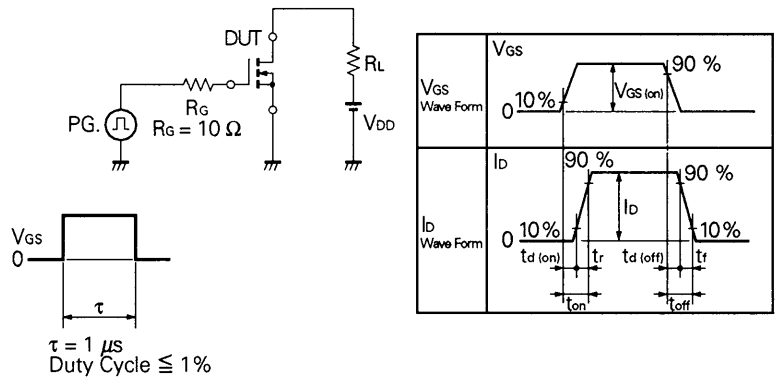 DUT
RL
RG
RG = 10 Ω
PG.
VDD
VGS
0
τ
τ = 1 μs
Duty Cycle ≦ 1%
VGS
Wave Form
VGS
90 %
10 %
VGS (on)
0
ID
Wave Form
ID
90 %
90 %
ID
0
10 %
10 %
td (on)
tr
td (off)
tf
ton
toff